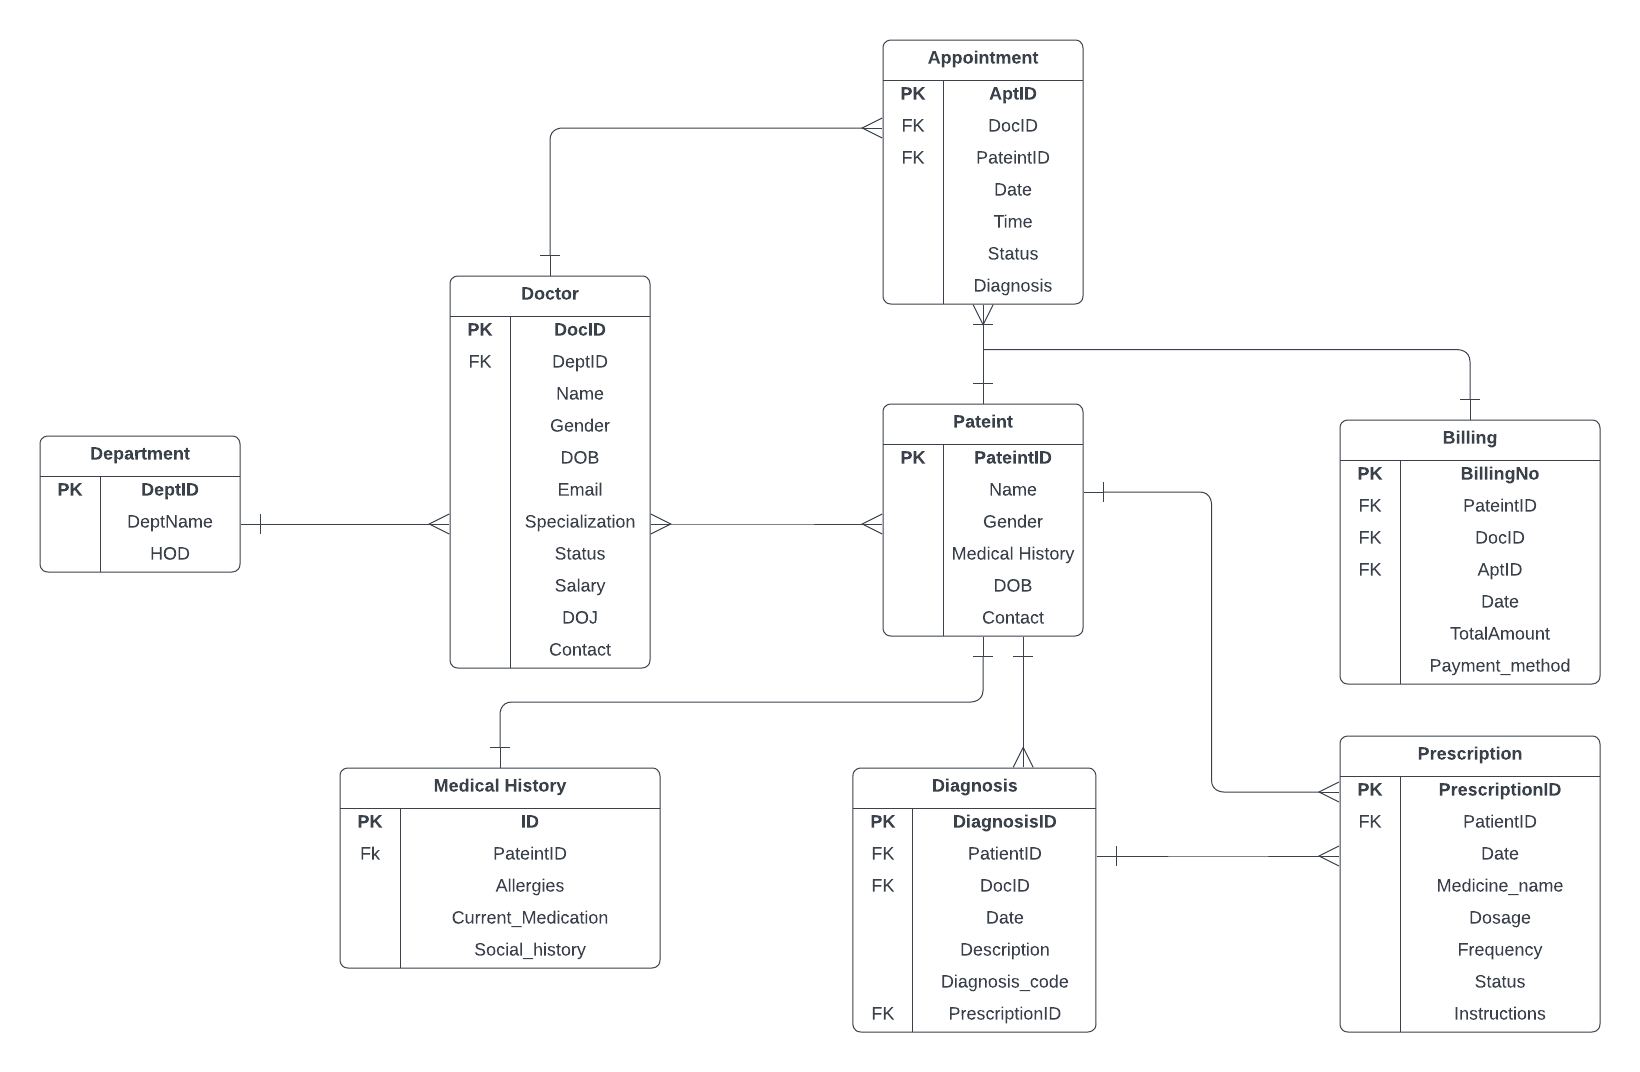 Appointment
PK AptID
FK DocID
FK PateintID
Date
Time
Status
Diagnosis
Doctor
PK DocID
FK DeptID
Name
Gender
DOB
Email
Specialization
Status
Salary
DOJ
Contact
Department
PK DeptID
DeptName
HOD
Pateint
PK PateintID
Name
Gender
Medical History
DOB
Contact
Billing
PK BillingNo
FK PateintID
FK DocID
FK AptID
Date
TotalAmount
Payment_method
Medical History
PK ID
Fk PateintID
Allergies
Current_Medication
Social_history
Diagnosis
PK DiagnosisID
FK PatientID
FK DocID
Date
Description
Diagnosis_code
FK PrescriptionID
Prescription
PK PrescriptionID
FK PatientID
Date
Medicine_name
Dosage
Frequency
Status
Instructions